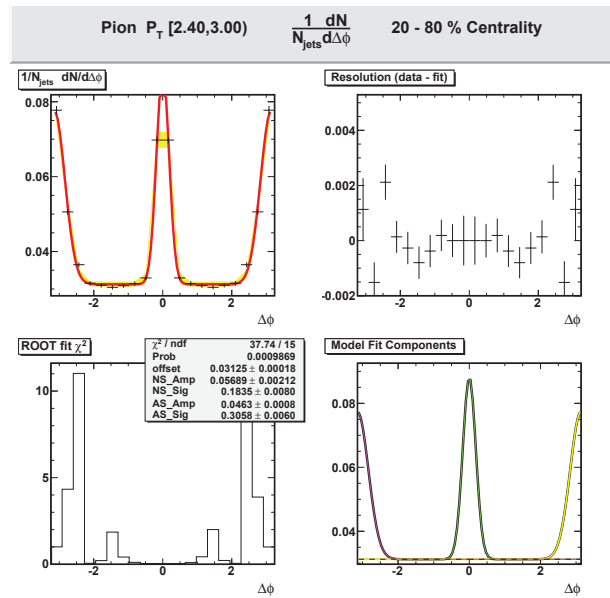 Pion P_T [2.40,3.00) 1/N_jets dN/dΔϕ 20 - 80 % Centrality
1/N_jets dN/dΔϕ
0.08
0.06
0.04
-2 0 2
Δϕ
Resolution (data - fit)
0.004
0.002
0
-0.002
-2 0 2
Δϕ
ROOT fit χ²
10
5
0
-2 0 2
Δϕ
χ² / ndf 37.74 / 15
Prob 0.0009869
offset 0.03125 ± 0.00018
NS_Amp 0.05689 ± 0.00212
NS_Sig 0.1835 ± 0.0080
AS_Amp 0.0463 ± 0.0008
AS_Sig 0.3058 ± 0.0060
Model Fit Components
0.08
0.06
0.04
-2 0 2
Δϕ